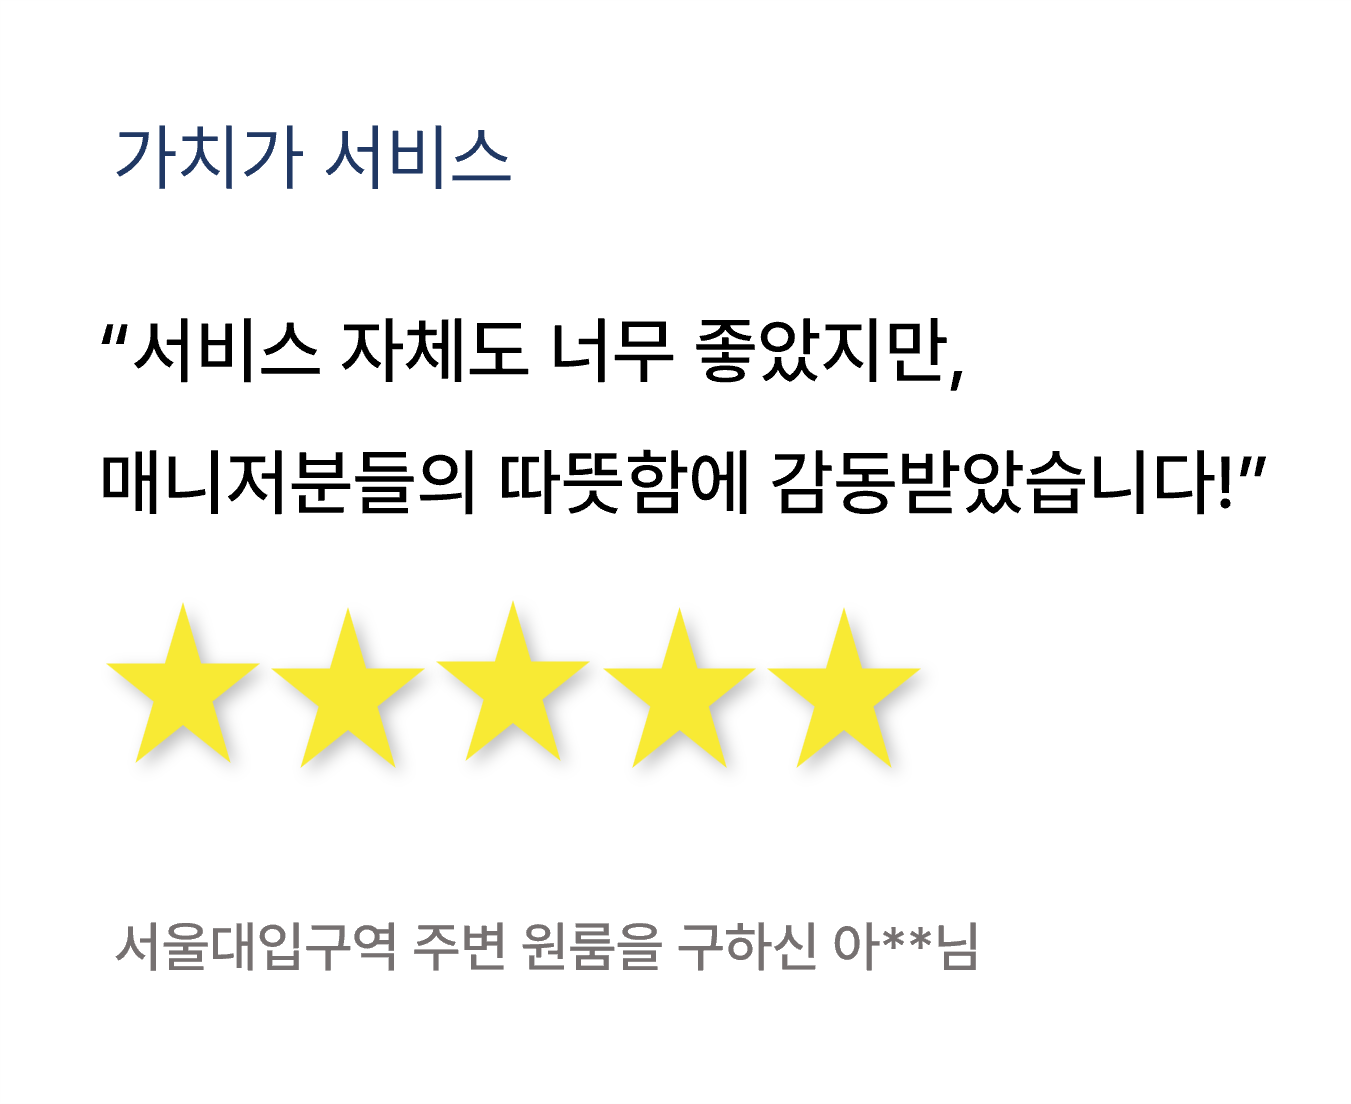 가치가 서비스
“서비스 자체도 너무 좋았지만,
매니저분들의 따뜻함에 감동받았습니다!”
서울대입구역 주변 원룸을 구하신 아**님